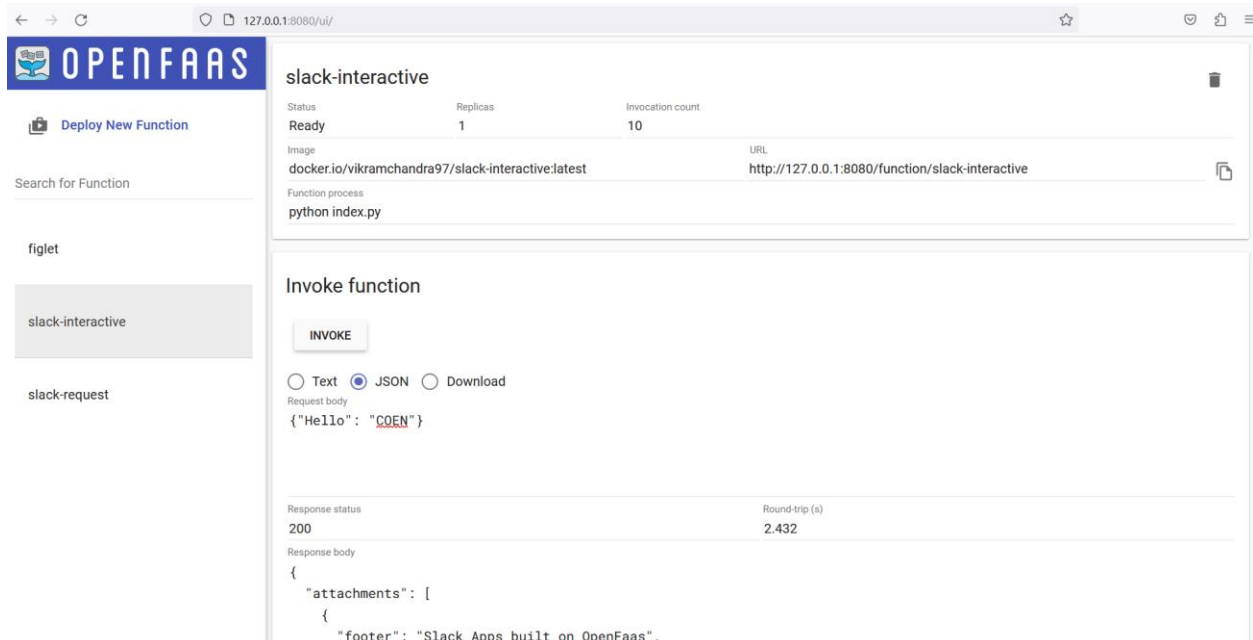 127.0.0.1:8080/ui/
OPENFAAS
Deploy New Function
Search for Function
figlet
slack-interactive
slack-request
slack-interactive
Status Replicas Invocation count
Ready 1 10
Image URL
docker.io/vikramchandra97/slack-interactive:latest http://127.0.0.1:8080/function/slack-interactive
Function process
python index.py
Invoke function
INVOKE
Text JSON Download
Request body
{"Hello": "COEN"}
Response status Round-trip (s)
200 2.432
Response body
{
"attachments": [
{
"footer": "Slack Apps built on OpenFaas",